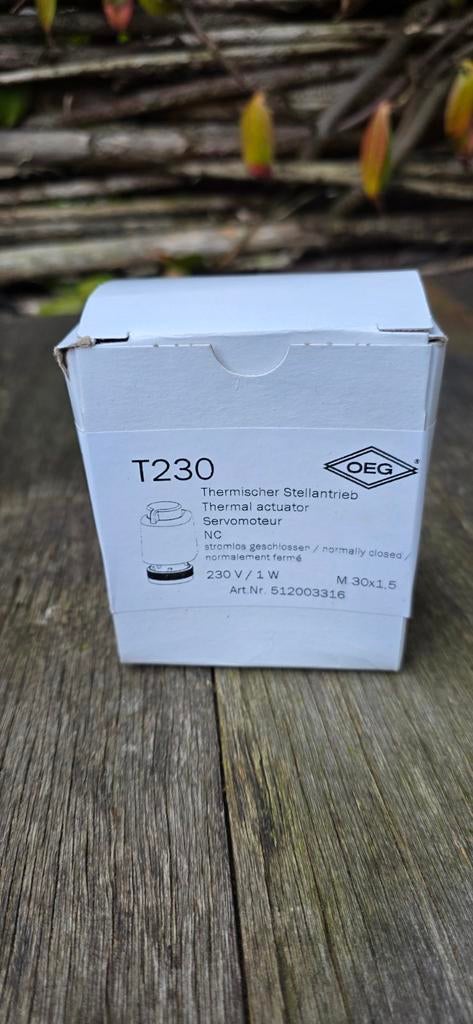 T230
OEG®
Thermischer Stellantrieb
Thermal actuator
Servomoteur
NC
stromlos geschlossen / normally closed /
normalement fermé
230 V / 1 W
M 30x1,5
Art.Nr. 512003316